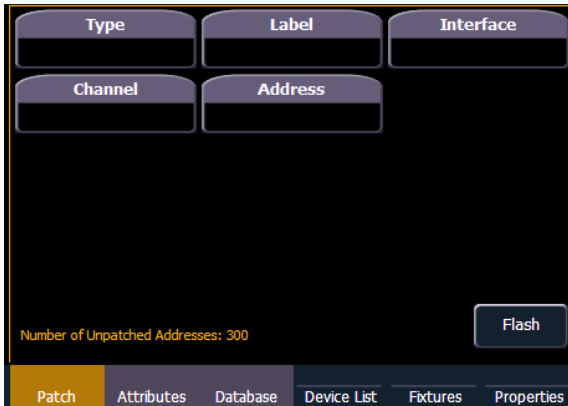 Type Label Interface
Channel Address
Number of Unpatched Addresses: 300
Flash
Patch Attributes Database Device List Fixtures Properties